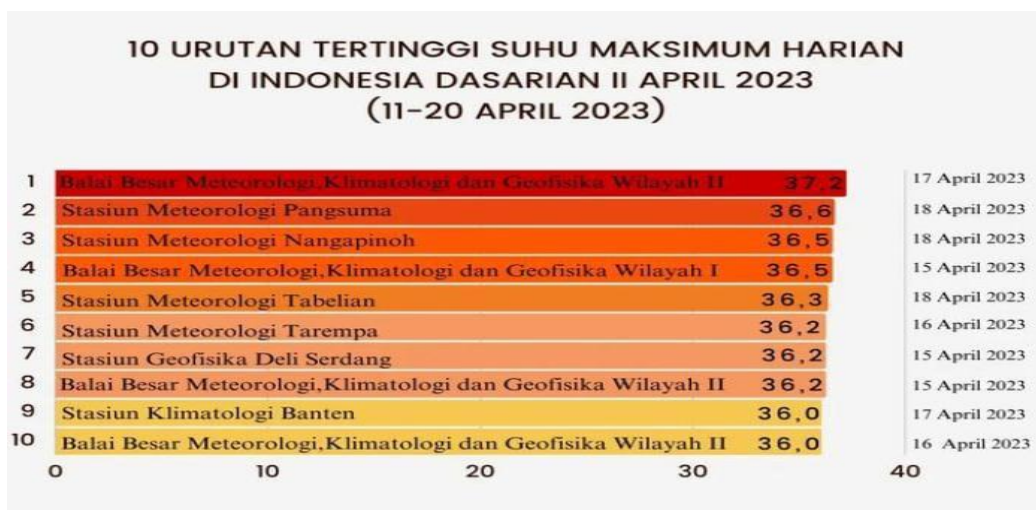 10 URUTAN TERTINGGI SUHU MAKSIMUM HARIAN
DI INDONESIA DASARIAN II APRIL 2023
(11-20 APRIL 2023)
1 Balai Besar Meteorologi,Klimatologi dan Geofisika Wilayah II 37,2 17 April 2023
2 Stasiun Meteorologi Pangsuma 36,6 18 April 2023
3 Stasiun Meteorologi Nangapinoh 36,5 18 April 2023
4 Balai Besar Meteorologi,Klimatologi dan Geofisika Wilayah I 36,5 15 April 2023
5 Stasiun Meteorologi Tabelian 36,3 18 April 2023
6 Stasiun Meteorologi Tarempa 36,2 16 April 2023
7 Stasiun Geofisika Deli Serdang 36,2 15 April 2023
8 Balai Besar Meteorologi,Klimatologi dan Geofisika Wilayah II 36,2 15 April 2023
9 Stasiun Klimatologi Banten 36,0 17 April 2023
10 Balai Besar Meteorologi,Klimatologi dan Geofisika Wilayah II 36,0 16 April 2023
0 10 20 30 40